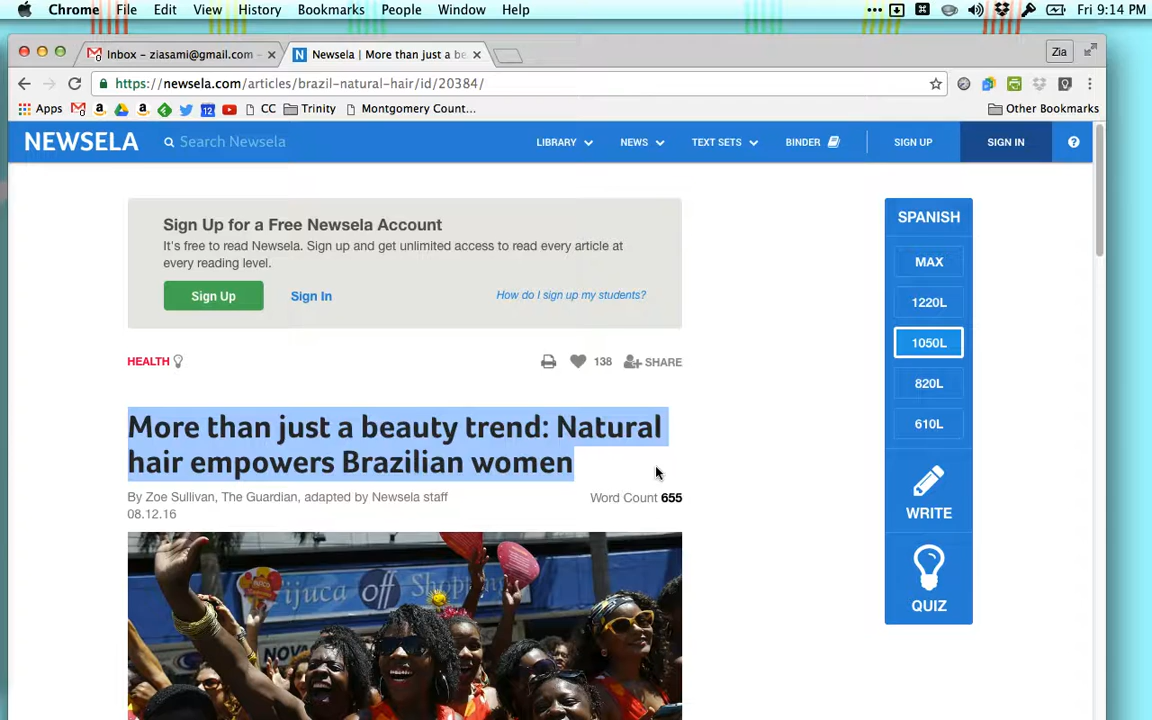 Chrome File Edit View History Bookmarks People Window Help Fri 9:14 PM
Inbox – ziasami@gmail.com – Newsela | More than just a be Zia
https://newsela.com/articles/brazil-natural-hair/id/20384/
Apps CC Trinity Montgomery Count... Other Bookmarks
NEWSELA Search Newsela LIBRARY NEWS TEXT SETS BINDER SIGN UP SIGN IN ?
Sign Up for a Free Newsela Account
It's free to read Newsela. Sign up and get unlimited access to read every article at
every reading level.
Sign Up Sign In How do I sign up my students?
HEALTH 138 SHARE
More than just a beauty trend: Natural
hair empowers Brazilian women
By Zoe Sullivan, The Guardian, adapted by Newsela staff
08.12.16
Word Count 655
Tijuca off Shopping
NOVA
SPANISH
MAX
1220L
1050L
820L
610L
WRITE
QUIZ